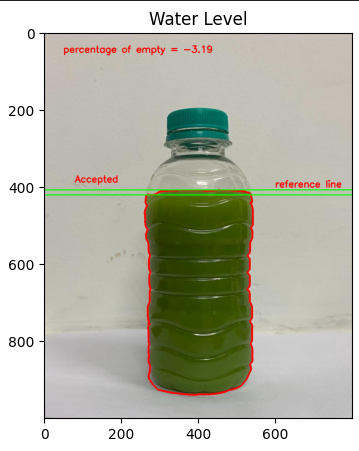 Water Level
0
percentage of empty = -3.19
200
Accepted
400
reference line
600
800
0
200
400
600